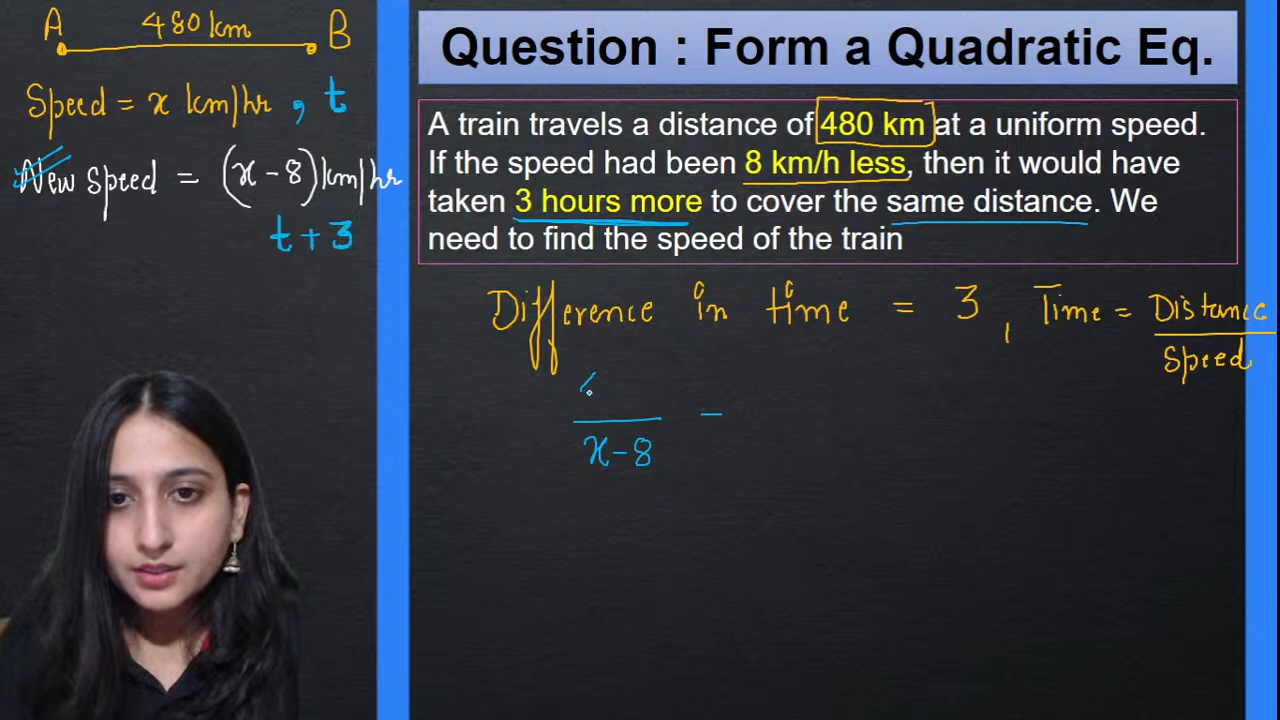 A 480 km B
Speed = x km/hr, t
New speed = (x - 8) km/hr
t + 3
Question : Form a Quadratic Eq.
A train travels a distance of 480 km at a uniform speed.
If the speed had been 8 km/h less, then it would have
taken 3 hours more to cover the same distance. We
need to find the speed of the train
Difference in time = 3, Time = Distance
Speed
x - 8 -